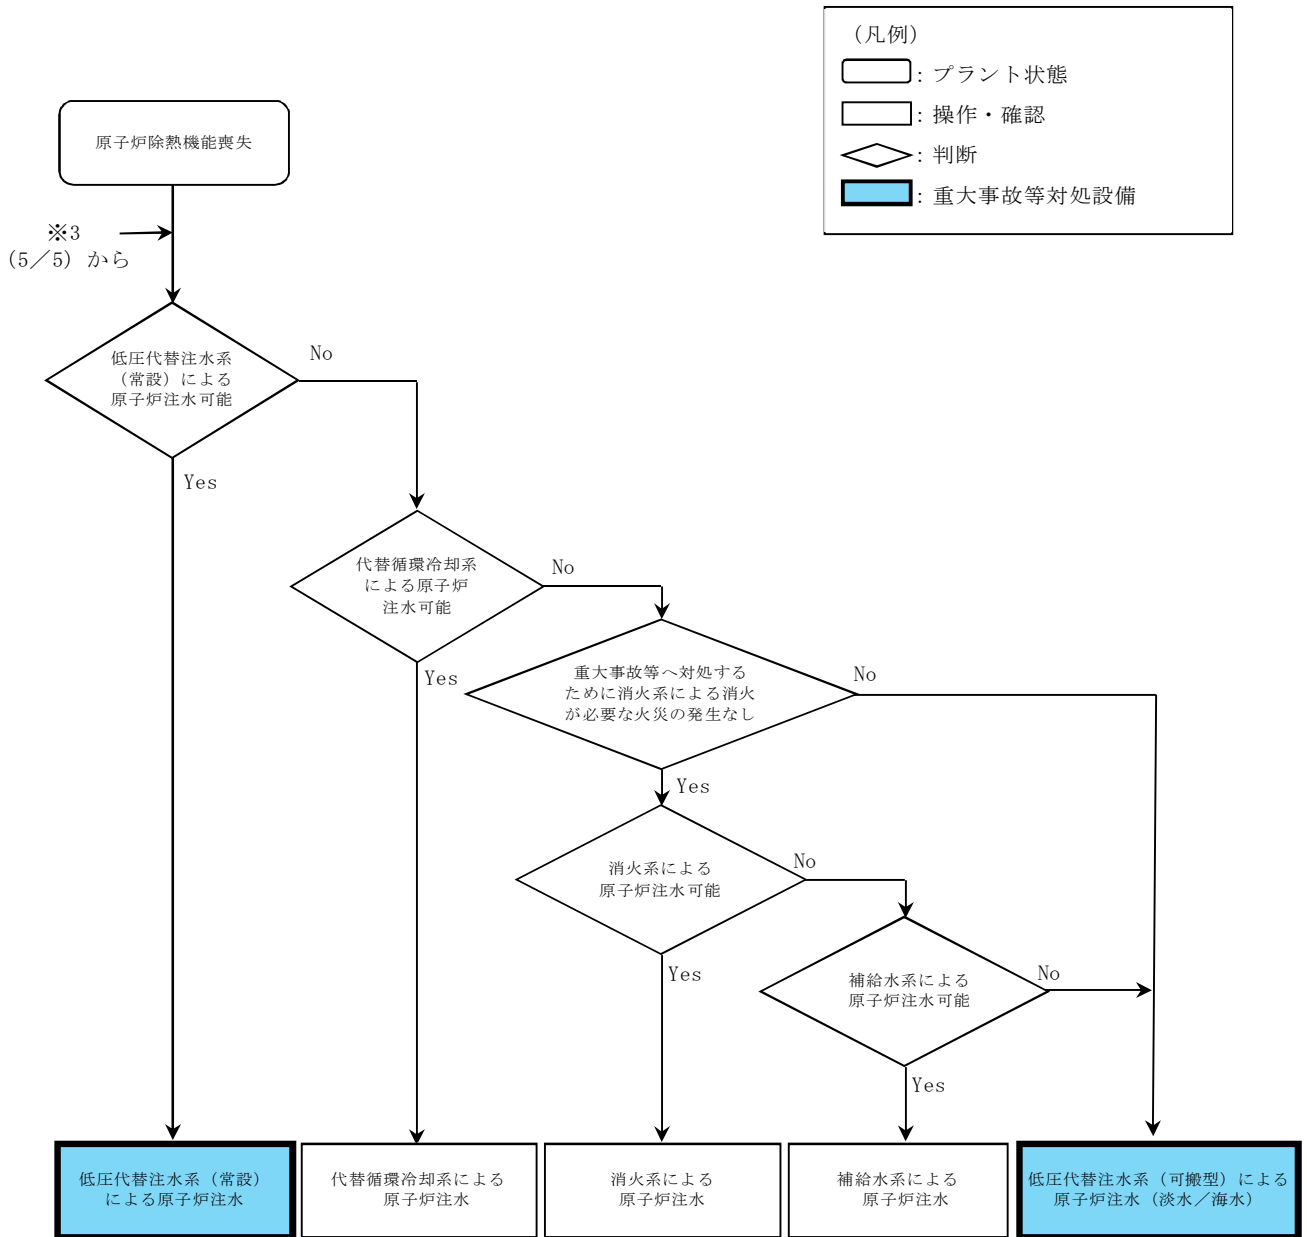 （凡例）
：プラント状態
：操作・確認
：判断
：重大事故等対処設備
原子炉除熱機能喪失
※3
（5／5）から
低圧代替注水系
（常設）による
原子炉注水可能
No
Yes
代替循環冷却系
による原子炉
注水可能
No
Yes
重大事故等へ対処する
ために消火系による消火
が必要な火災の発生なし
No
Yes
消火系による
原子炉注水可能
No
Yes
補給水系による
原子炉注水可能
No
Yes
低圧代替注水系（常設）
による原子炉注水
代替循環冷却系による
原子炉注水
消火系による
原子炉注水
補給水系による
原子炉注水
低圧代替注水系（可搬型）による
原子炉注水（淡水／海水）